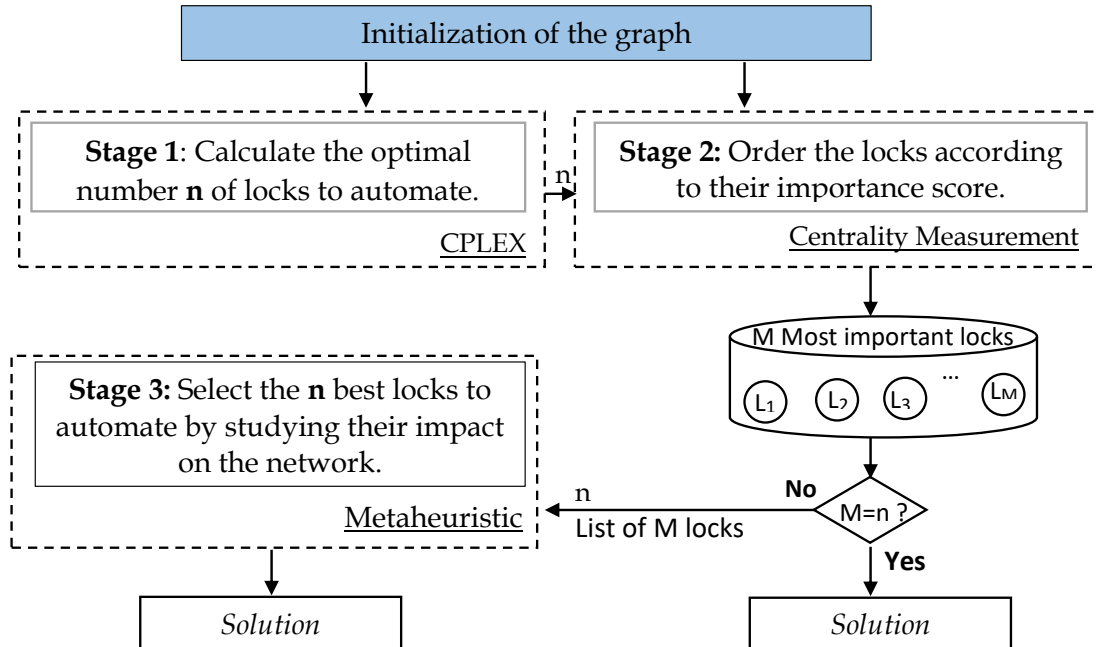 Initialization of the graph
Stage 1: Calculate the optimal
number n of locks to automate.
CPLEX
n
Stage 2: Order the locks according
to their importance score.
Centrality Measurement
M Most important locks
L1 L2 L3 ... LM
M=n ?
No
Yes
n
List of M locks
Stage 3: Select the n best locks to
automate by studying their impact
on the network.
Metaheuristic
Solution
Solution